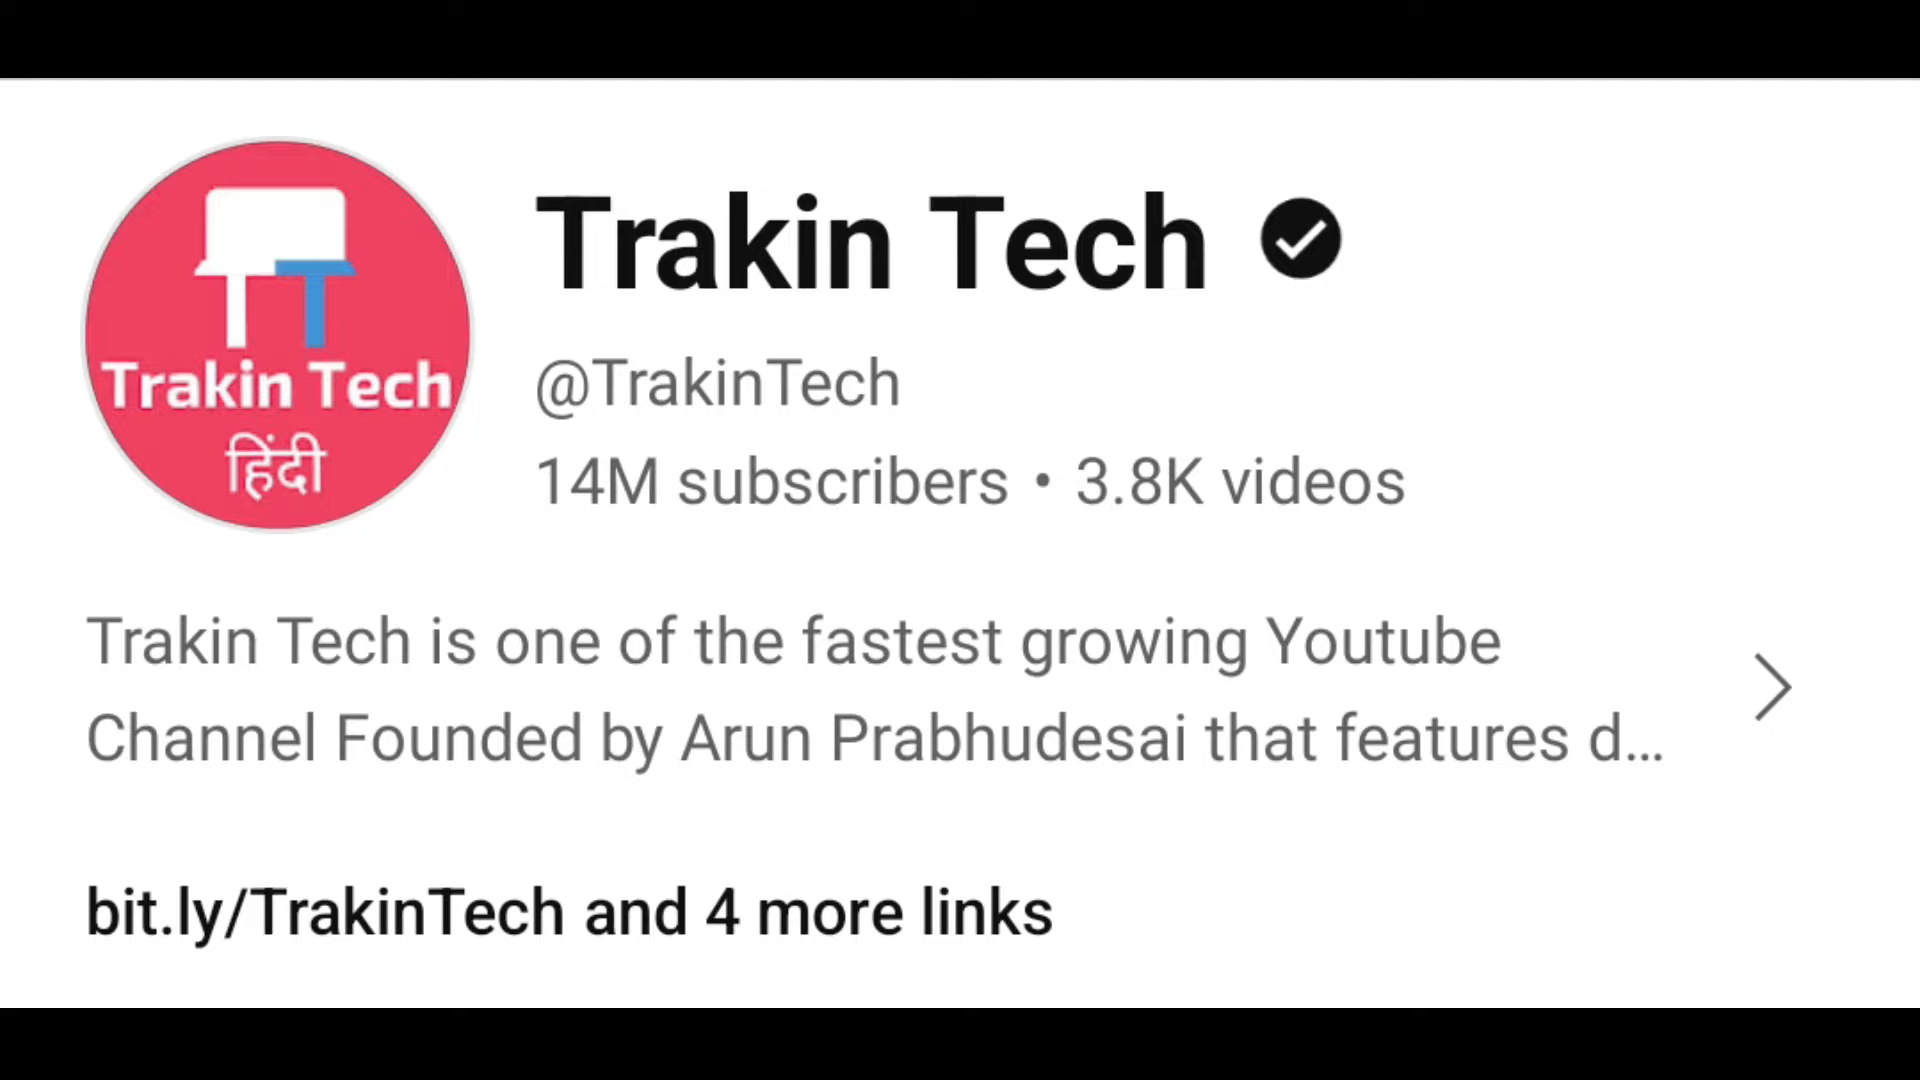 Trakin Tech
हिंदी
Trakin Tech
@TrakinTech
14M subscribers • 3.8K videos
Trakin Tech is one of the fastest growing Youtube
Channel Founded by Arun Prabhudesai that features d...
bit.ly/TrakinTech and 4 more links